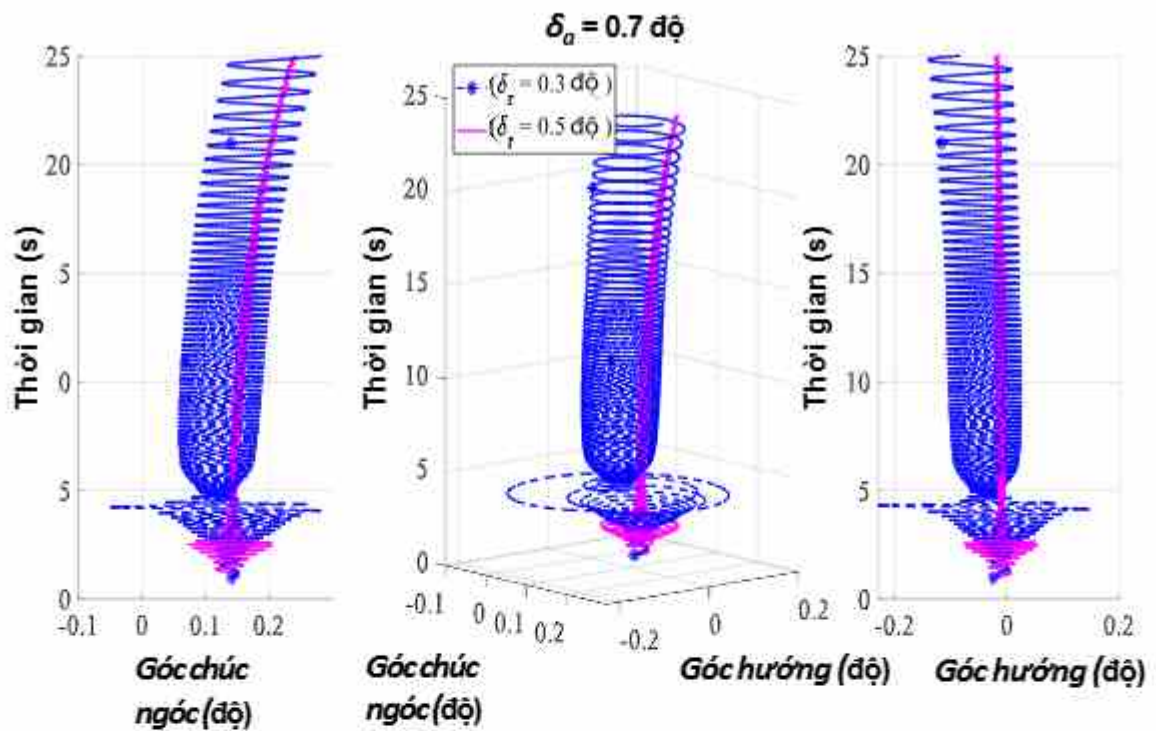 δₐ = 0.7 độ
(δᵣ = 0.3 độ )
(δᵣ = 0.5 độ )
Thời gian (s)
25
20
5
0
5
0
-0.1 0 0.1 0.2
Góc chúc
ngóc (độ)
Thời gian (s)
25
20
15
10
5
0
-0.1 0 0.1 0.2
-0.2 0 0.2
Góc chúc
ngóc (độ)
Góc hướng (độ)
Thời gian (s)
25
20
15
10
5
0
-0.2 0 0.2
Góc hướng (độ)